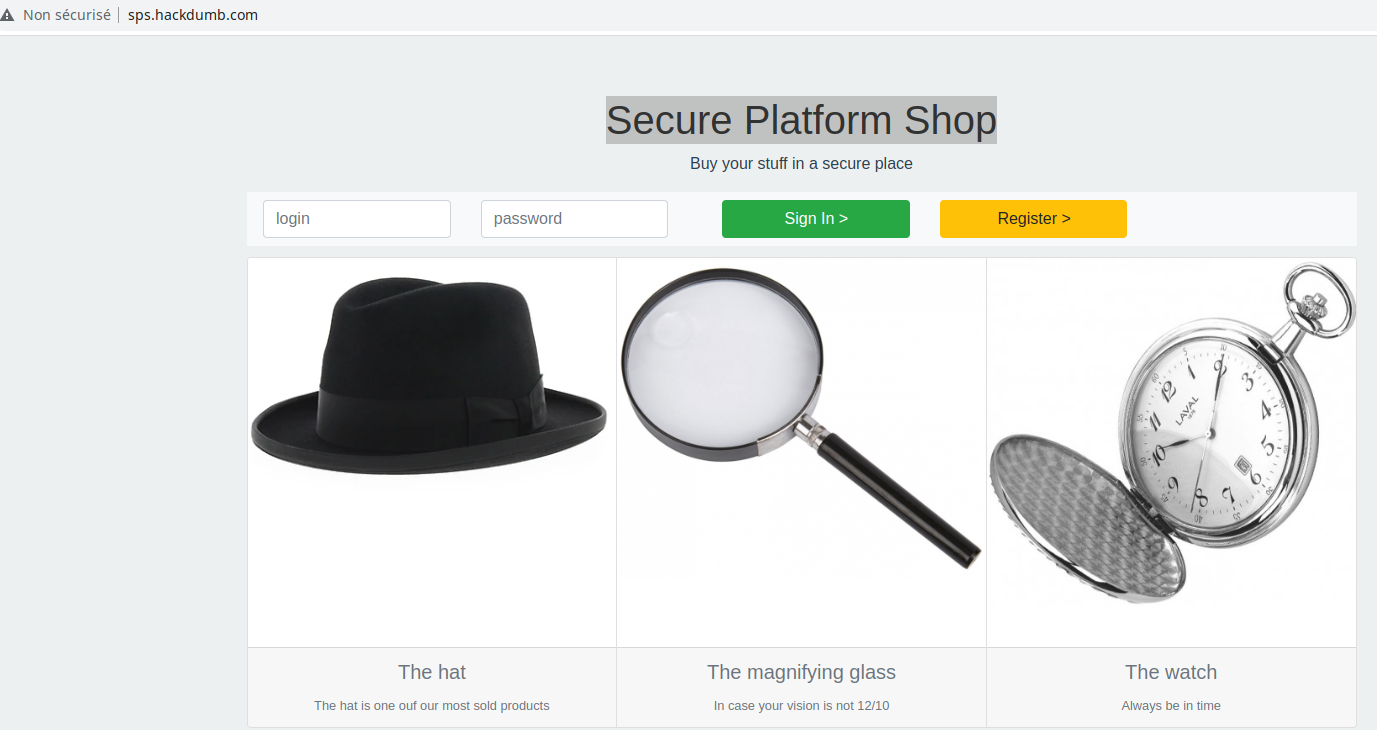 Non sécurisé sps.hackdumb.com
Secure Platform Shop
Buy your stuff in a secure place
login password Sign In > Register >
LAVAL
The hat The magnifying glass The watch
The hat is one ouf our most sold products In case your vision is not 12/10 Always be in time